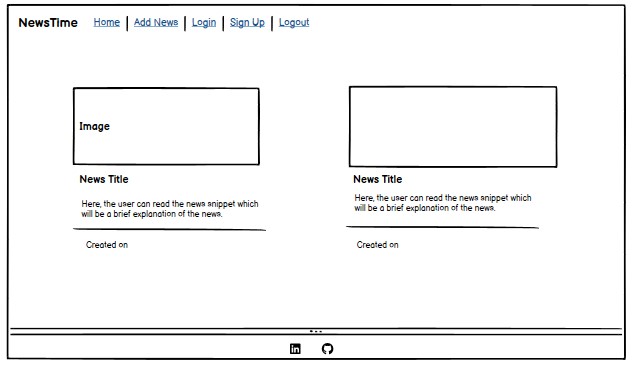 NewsTime Home Add News Login Sign Up Logout
Image
News Title
Here, the user can read the news snippet which
will be a brief explanation of the news.
Created on
News Title
Here, the user can read the news snippet which
will be a brief explanation of the news.
Created on
in